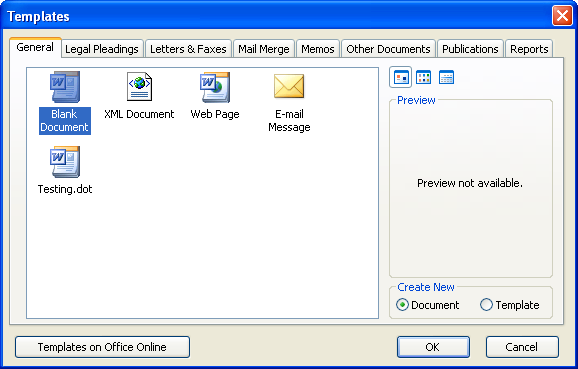 Templates
General Legal Pleadings Letters & Faxes Mail Merge Memos Other Documents Publications Reports
Blank
Document
XML Document
Web Page
E-mail
Message
Testing.dot
Preview
Preview not available.
Create New
Document Template
Templates on Office Online OK Cancel